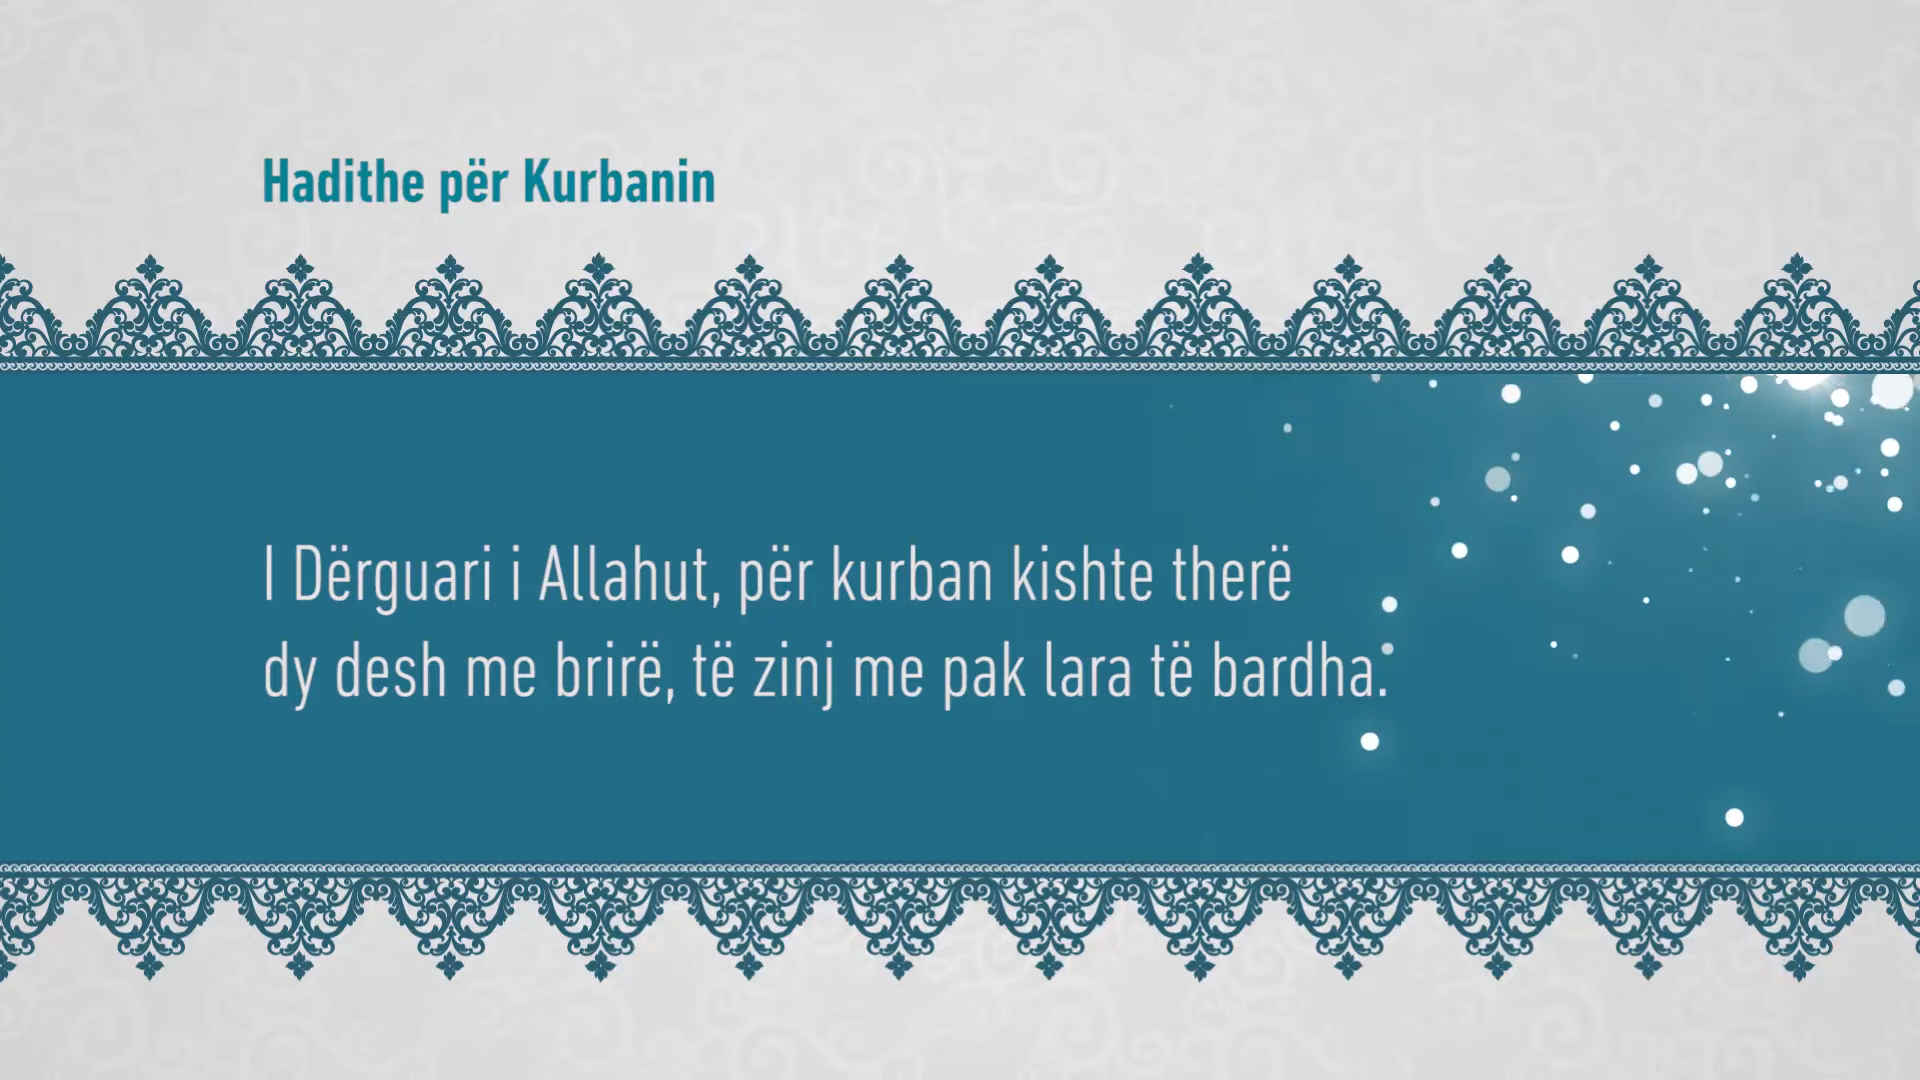 Hadithe për Kurbanin
I Dërguari i Allahut, për kurban kishte therë
dy desh me brirë, të zinj me pak lara të bardha.